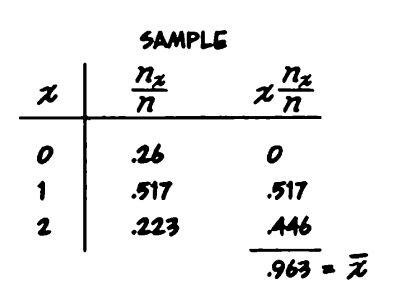 SAMPLE
x n_x/n x n_x/n
0 .26 0
1 .517 .517
2 .223 .446
.963 = x̄